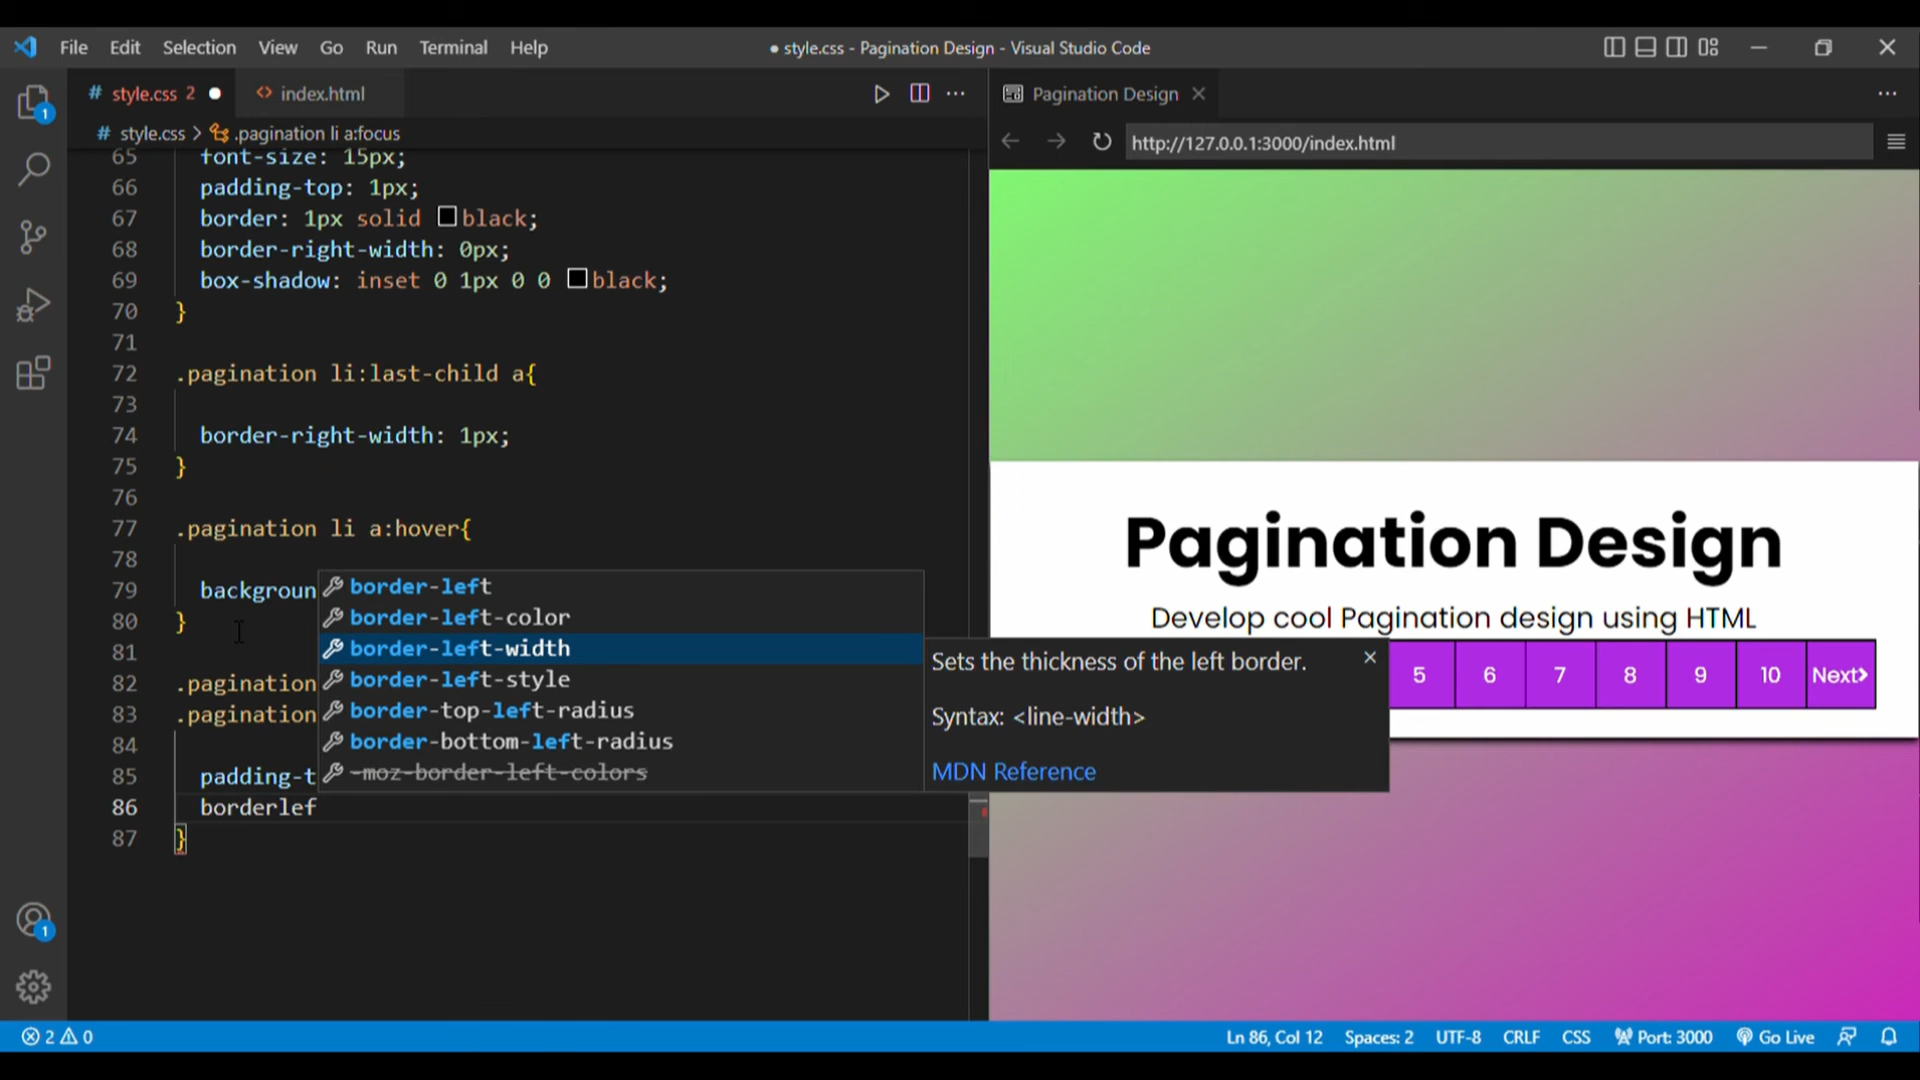 File Edit Selection View Go Run Terminal Help
● style.css - Pagination Design - Visual Studio Code
# style.css 2 ●
<> index.html
# style.css > .pagination li a:focus
65 font-size: 15px;
66 padding-top: 1px;
67 border: 1px solid black;
68 border-right-width: 0px;
69 box-shadow: inset 0 1px 0 0 black;
70 }
71
72 .pagination li:last-child a{
73
74 border-right-width: 1px;
75 }
76
77 .pagination li a:hover{
78
79 backgroun
80 }
81
82 .pagination
83 .pagination
84
85 padding-t
86 borderlef
87 }
border-left
border-left-color
border-left-width
border-left-style
border-top-left-radius
border-bottom-left-radius
-moz-border-left-colors
Sets the thickness of the left border.
Syntax: <line-width>
MDN Reference
Pagination Design
http://127.0.0.1:3000/index.html
Pagination Design
Develop cool Pagination design using HTML
5 6 7 8 9 10 Next>
1
1
2 0
Ln 86, Col 12 Spaces: 2 UTF-8 CRLF CSS Port: 3000 Go Live